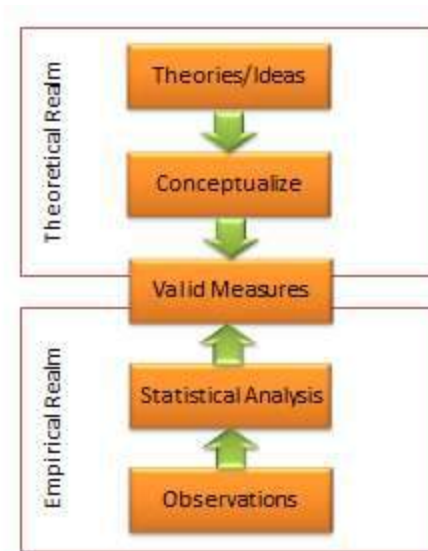 Theoretical Realm
Theories/Ideas
Conceptualize
Valid Measures
Empirical Realm
Statistical Analysis
Observations